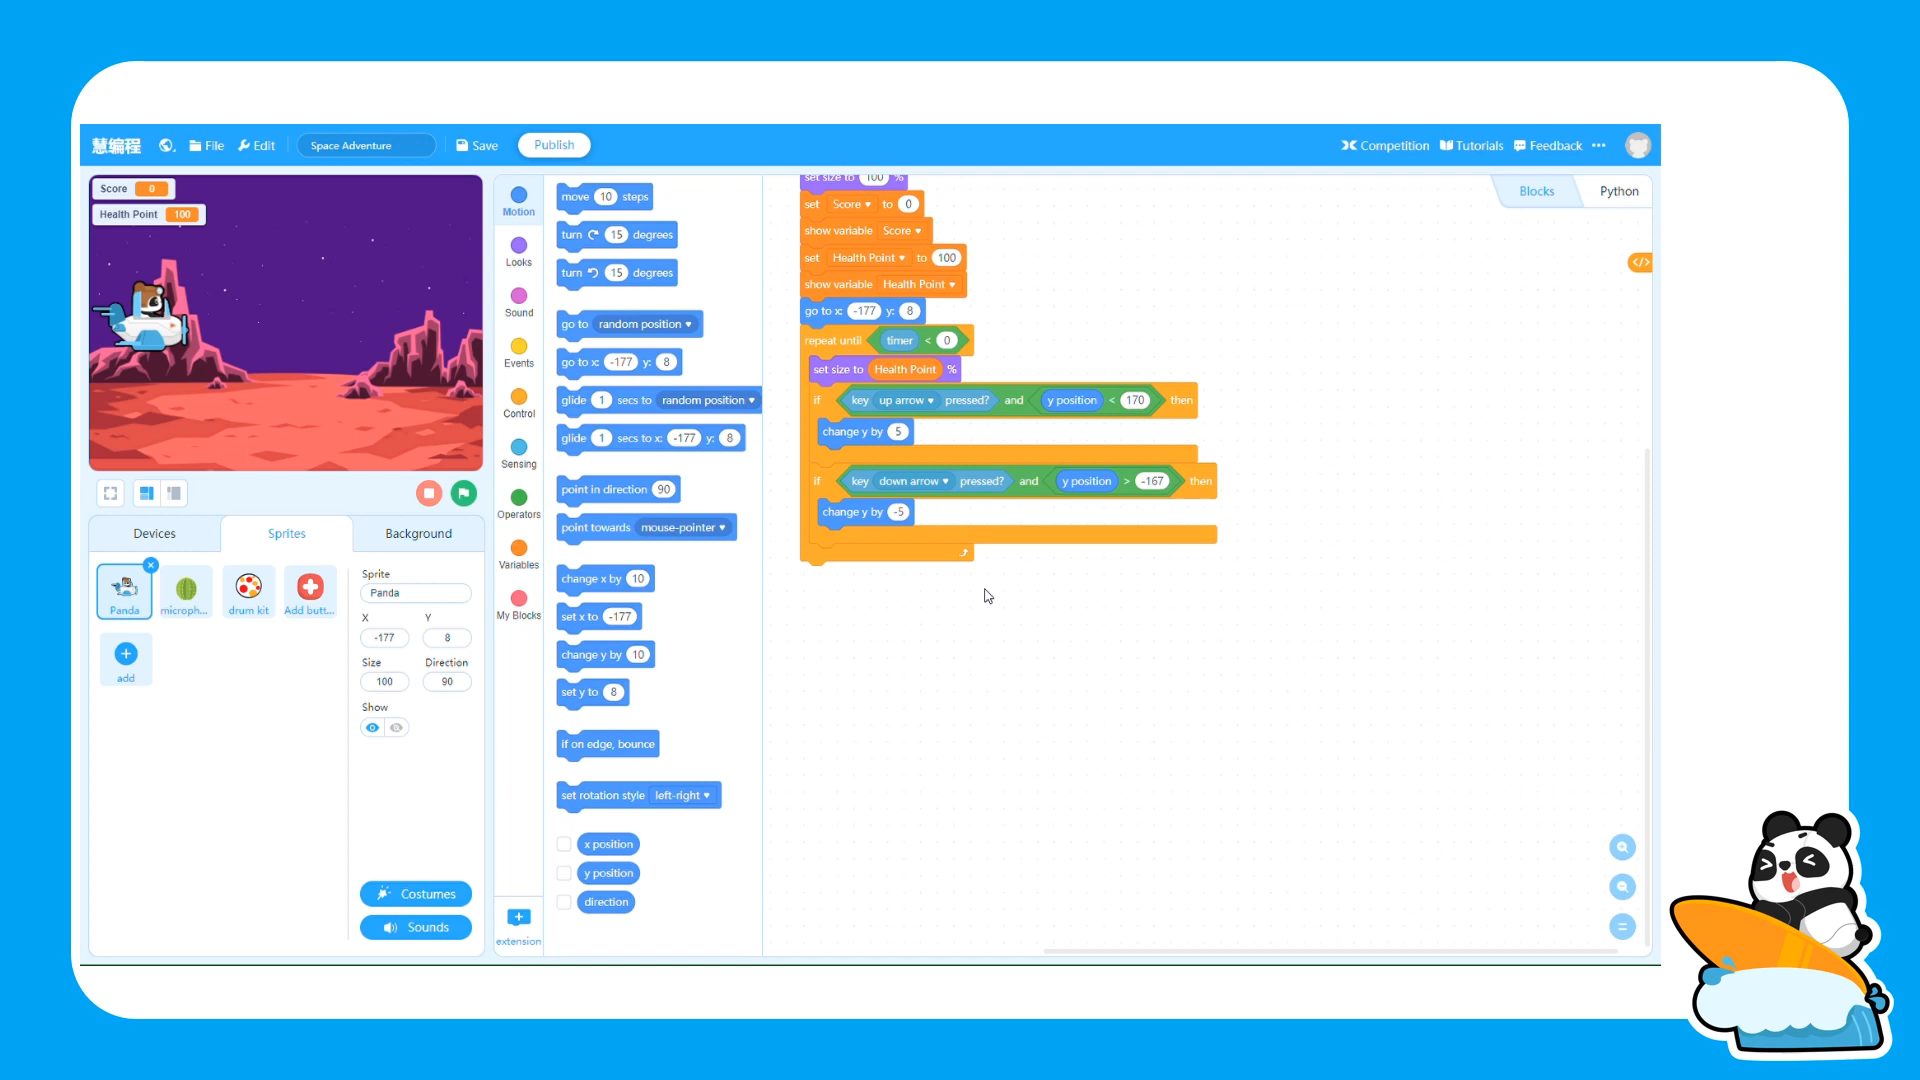 慧编程 File Edit Space Adventure Save Publish Competition Tutorials Feedback
Score 0
Health Point 100
Devices Sprites Background
Panda microph... drum kit Add butt...
add
Sprite
Panda
X Y
-177 8
Size Direction
100 90
Show
Costumes
Sounds
Motion
Looks
Sound
Events
Control
Sensing
Operators
Variables
My Blocks
extension
move 10 steps
turn 15 degrees
turn 15 degrees
go to random position
go to x: -177 y: 8
glide 1 secs to random position
glide 1 secs to x: -177 y: 8
point in direction 90
point towards mouse-pointer
change x by 10
set x to -177
change y by 10
set y to 8
if on edge, bounce
set rotation style left-right
x position
y position
direction
set size to 100 %
set Score to 0
show variable Score
set Health Point to 100
show variable Health Point
go to x: -177 y: 8
repeat until timer < 0
set size to Health Point %
if key up arrow pressed? and y position < 170 then
change y by 5
if key down arrow pressed? and y position > -167 then
change y by -5
Blocks Python
</>